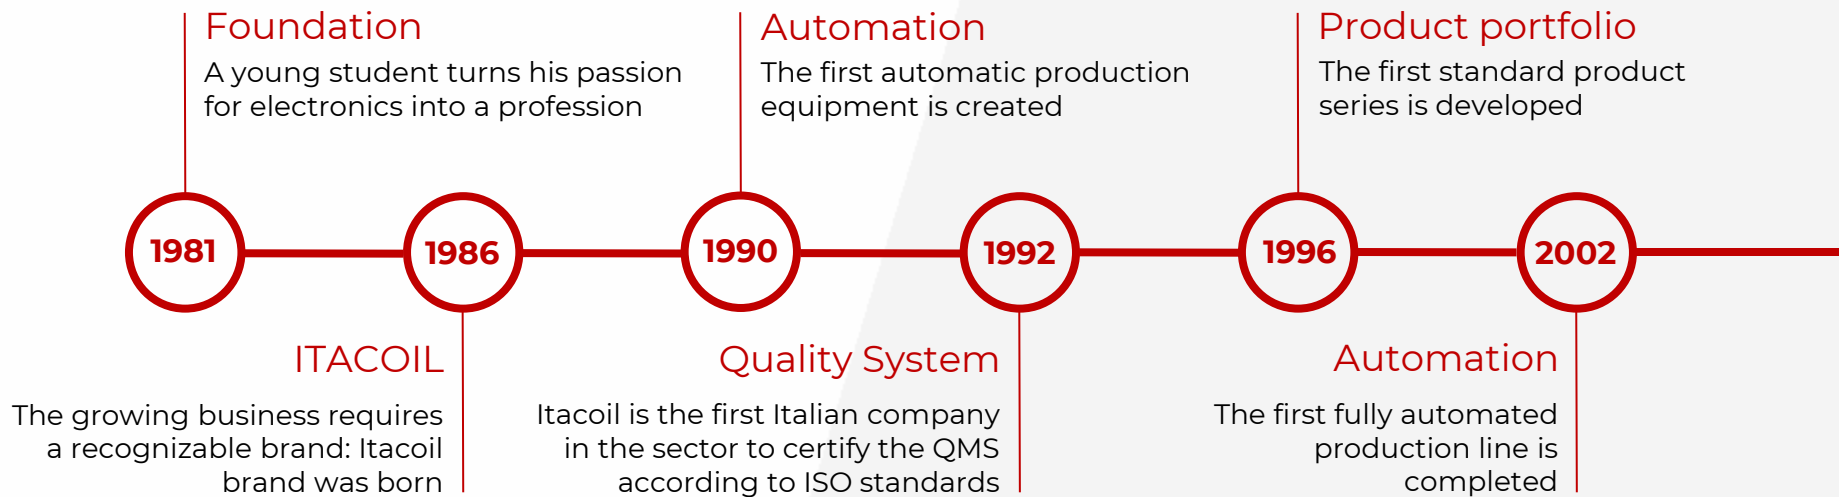 Foundation
A young student turns his passion
for electronics into a profession
Automation
The first automatic production
equipment is created
Product portfolio
The first standard product
series is developed
1981
1986
1990
1992
1996
2002
ITACOIL
The growing business requires
a recognizable brand: Itacoil
brand was born
Quality System
Itacoil is the first Italian company
in the sector to certify the QMS
according to ISO standards
Automation
The first fully automated
production line is
completed